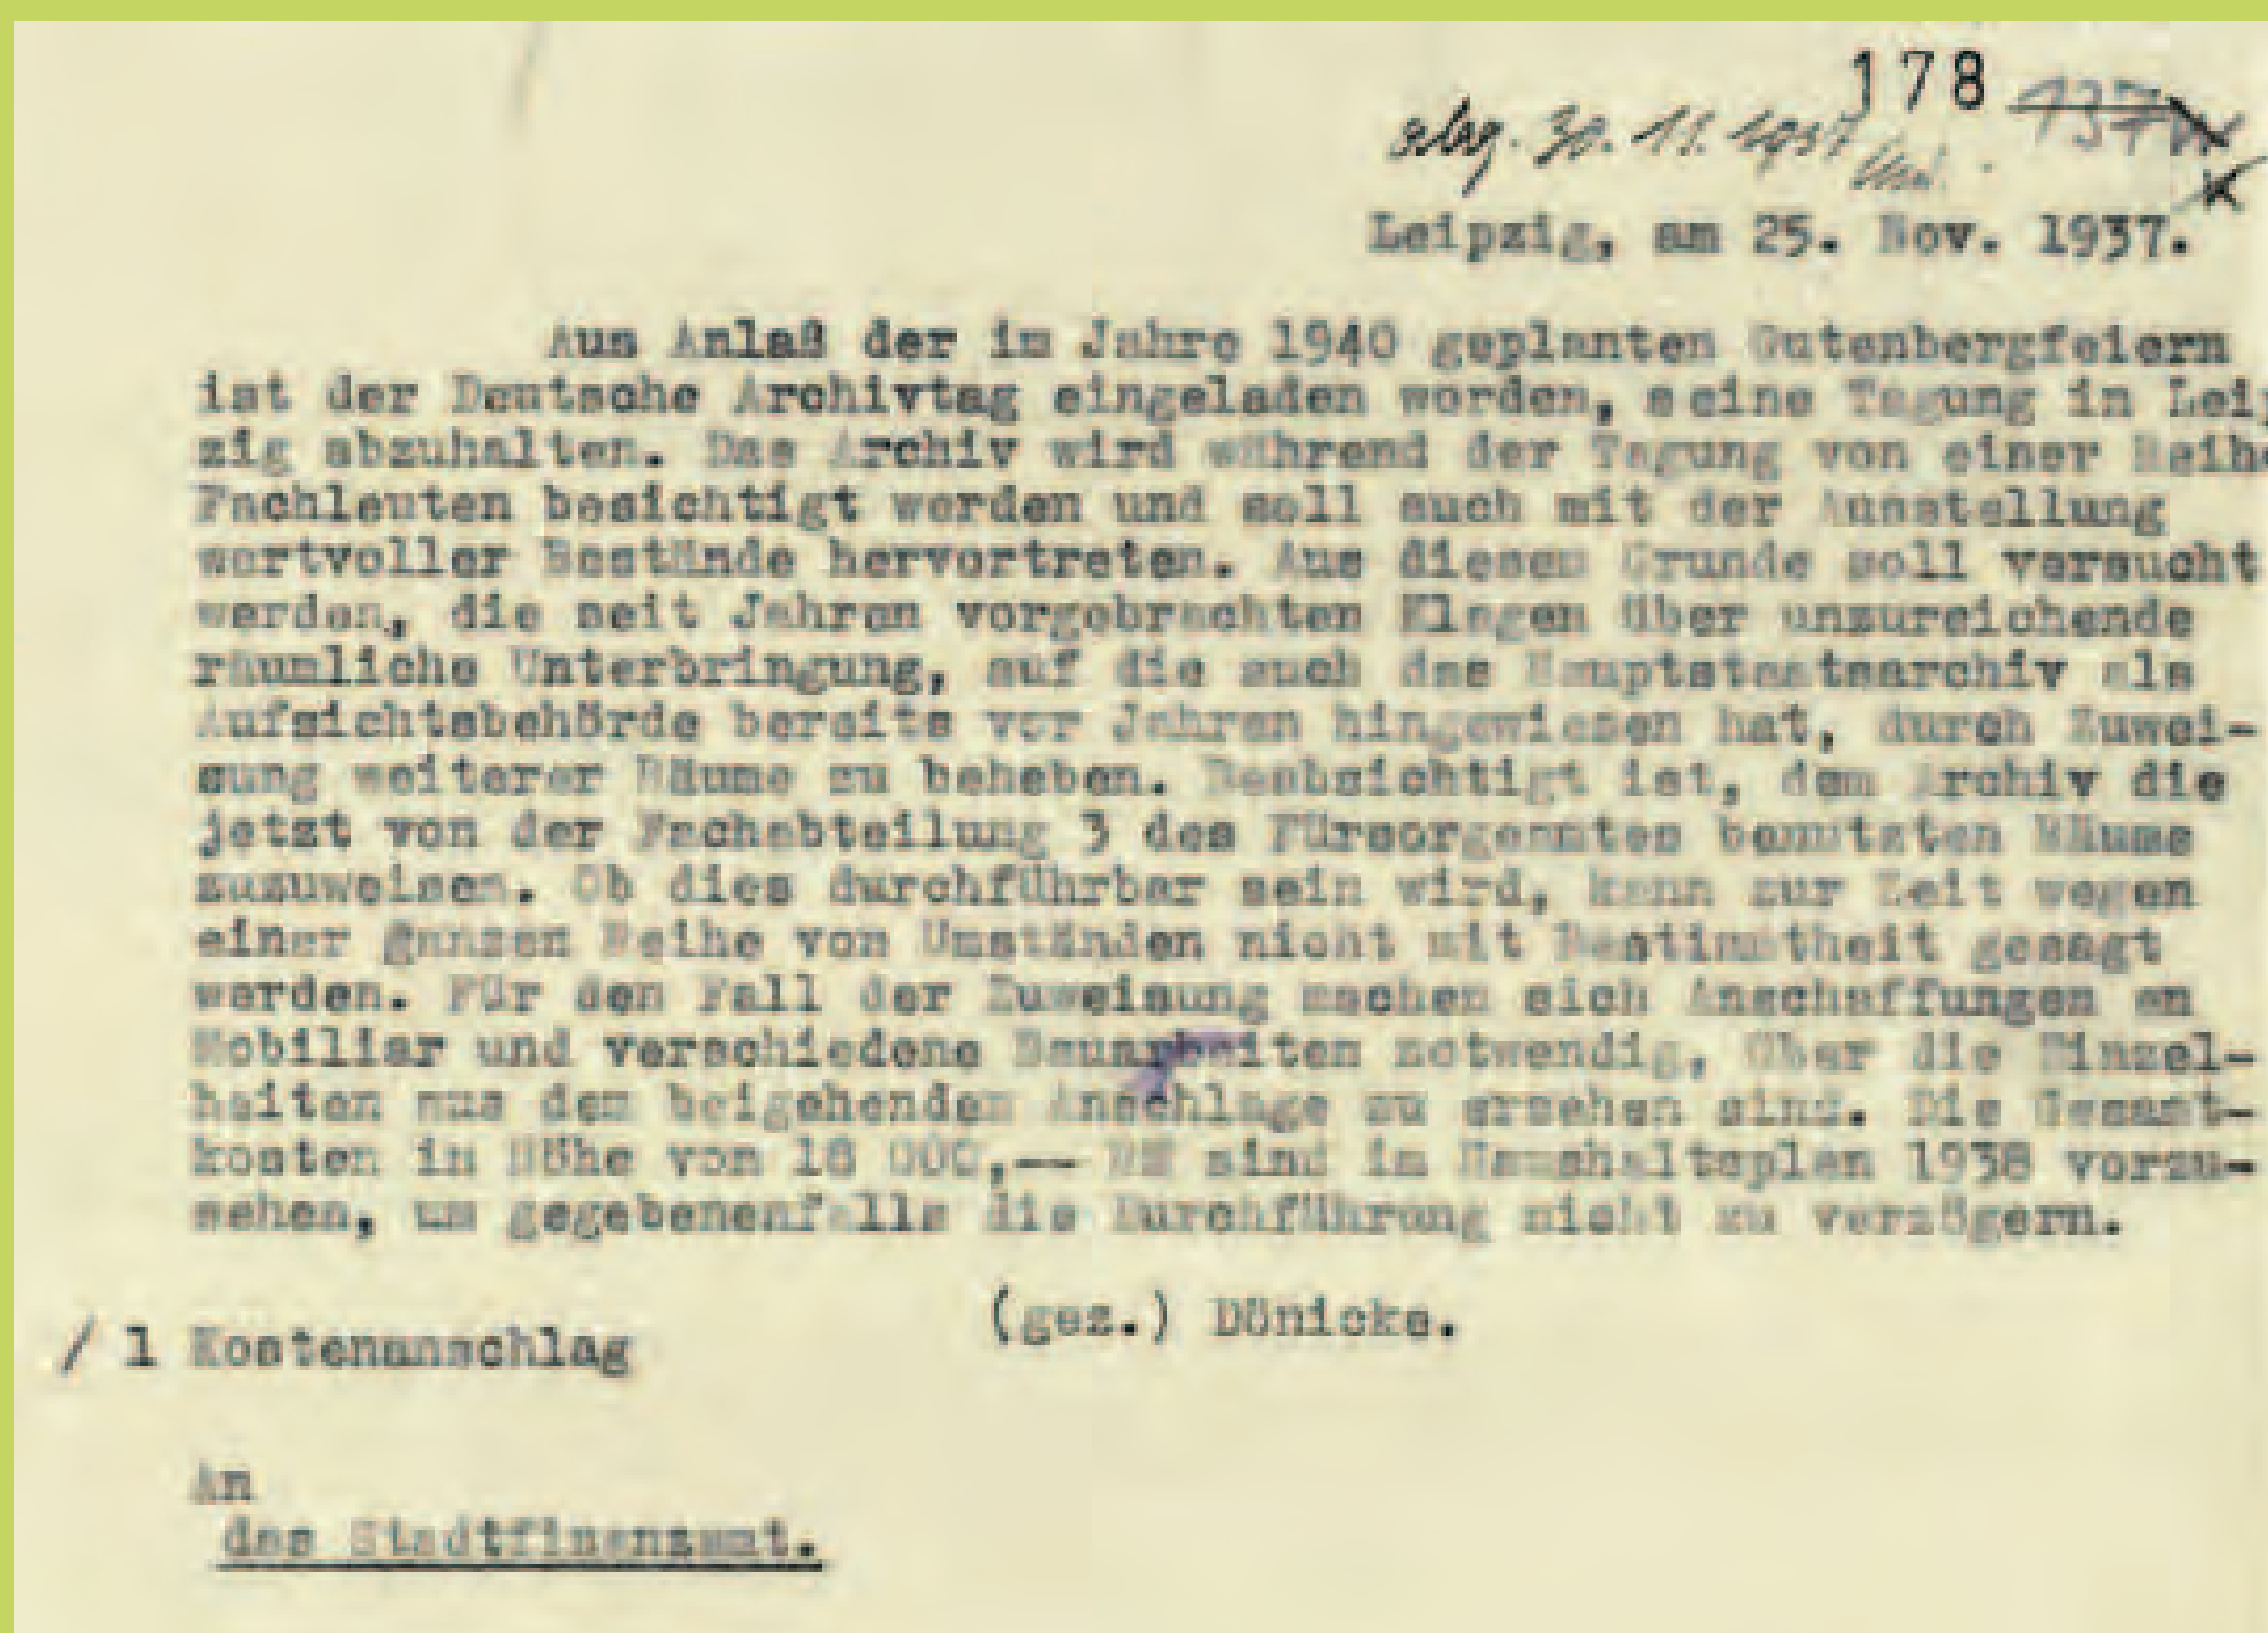 178
abg. 30. 11. 1937
Leipzig, am 25. Nov. 1937.
Aus Anlaß der im Jahre 1940 geplanten Gutenbergfeiern
ist der Deutsche Archivtag eingeladen worden, seine Tagung in Leip
zig abzuhalten. Das Archiv wird während der Tagung von einer Reihe
Fachleuten besichtigt werden und soll auch mit der Ausstellung
wertvoller Bestände hervortreten. Aus diesem Grunde soll versucht
werden, die seit Jahren vorgebrachten Klagen über unzureichende
räumliche Unterbringung, auf die auch das Hauptstaatsarchiv als
Aufsichtsbehörde bereits vor Jahren hingewiesen hat, durch Zuwei-
sung weiterer Räume zu beheben. Beabsichtigt ist, dem Archiv die
jetzt von der Fachabteilung 3 des Fürsorgeamtes benutzten Räume
zuzuweisen. Ob dies durchführbar sein wird, kann zur Zeit wegen
einer ganzen Reihe von Umständen nicht mit Bestimmtheit gesagt
werden. Für den Fall der Zuweisung machen sich Anschaffungen an
Mobiliar und verschiedene Bauarbeiten notwendig, über die Einzel-
heiten aus dem beigehenden Anschlage zu ersehen sind. Die Gesamt-
kosten in Höhe von 18 000,-- RM sind im Haushaltsplan 1938 vorzu-
sehen, um gegebenenfalls die Durchführung nicht zu verzögern.
(gez.) Dönicke.
/ 1 Kostenanschlag
An
das Stadtfinanzamt.